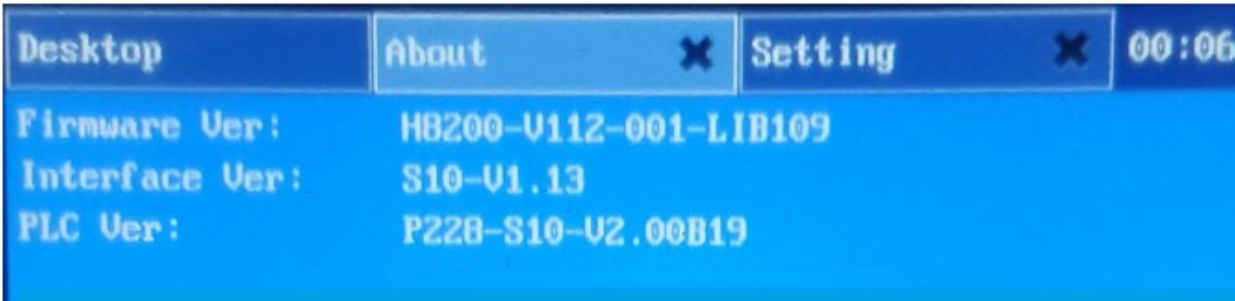 Desktop About Setting 00:06
Firmware Ver: HB200-V112-001-LIB109
Interface Ver: S10-V1.13
PLC Ver: P228-S10-V2.00B19